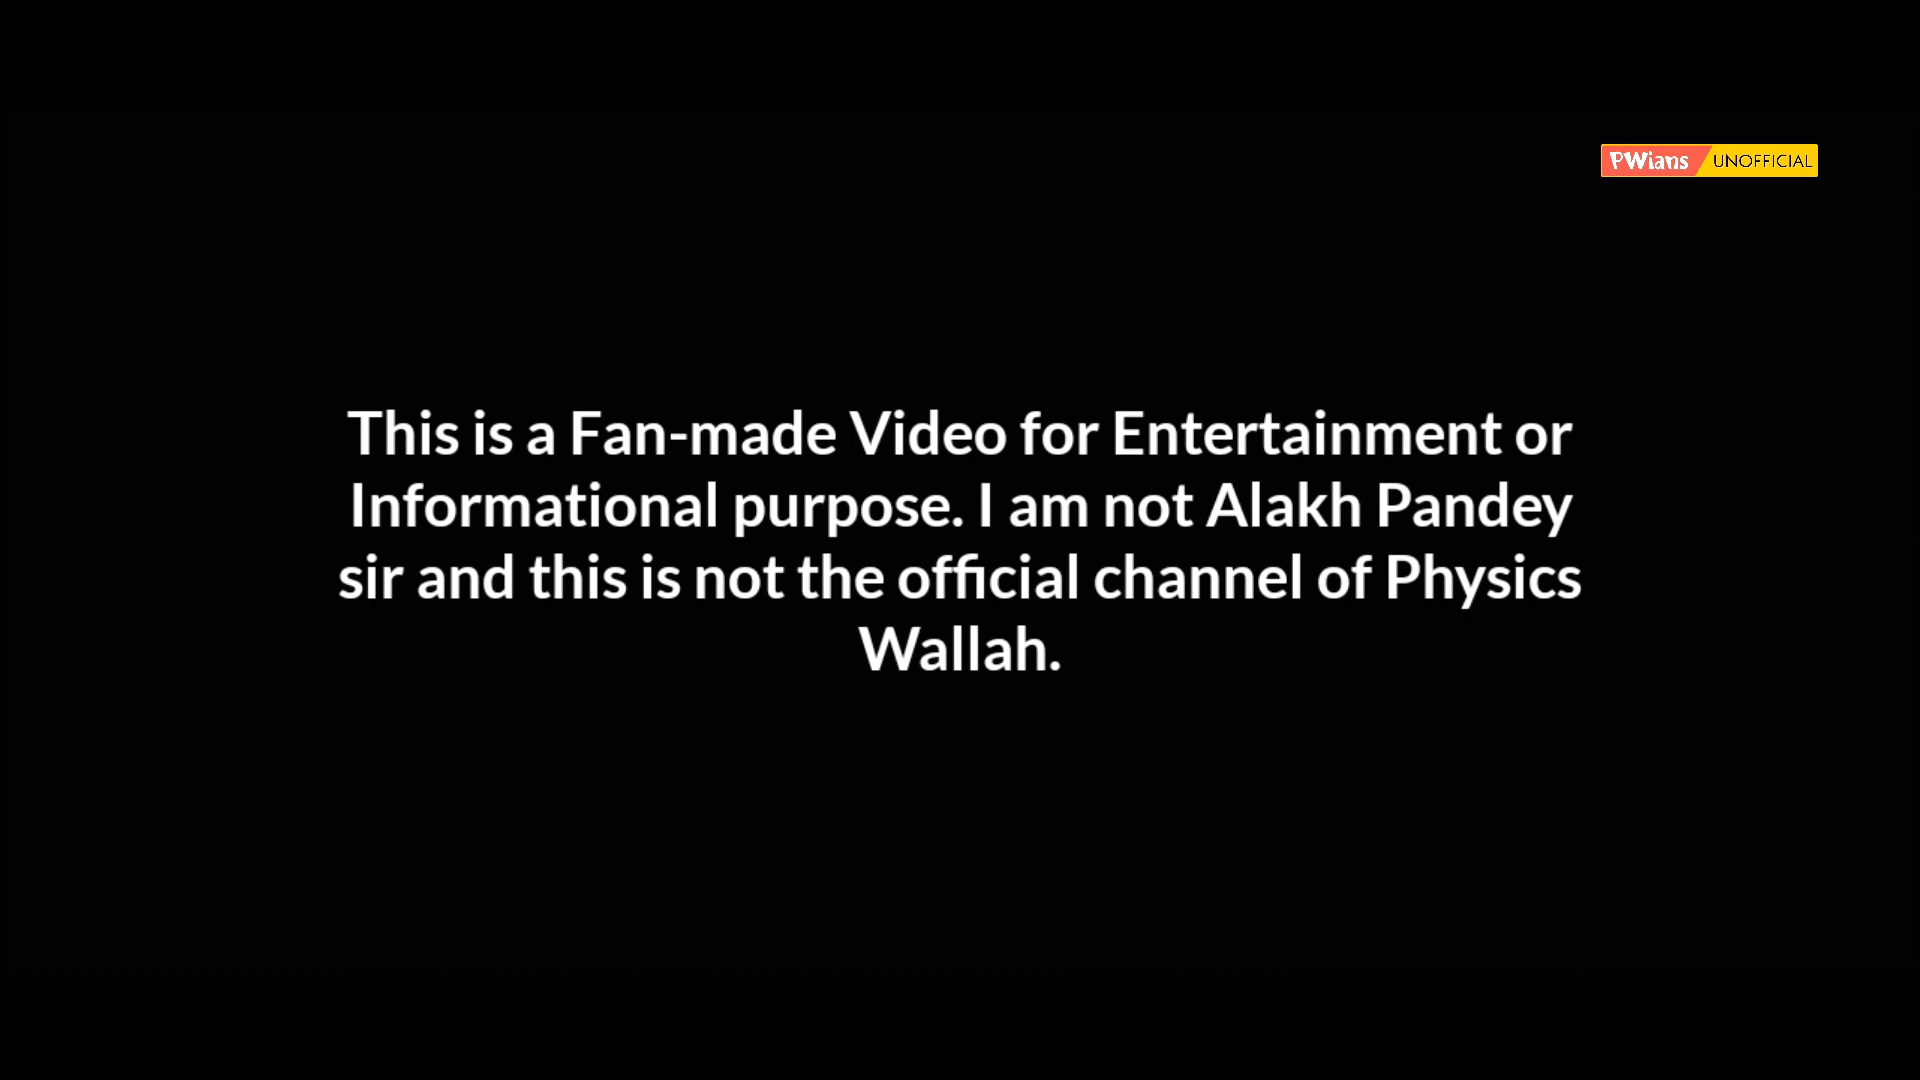 PWians UNOFFICIAL
This is a Fan-made Video for Entertainment or
Informational purpose. I am not Alakh Pandey
sir and this is not the official channel of Physics
Wallah.